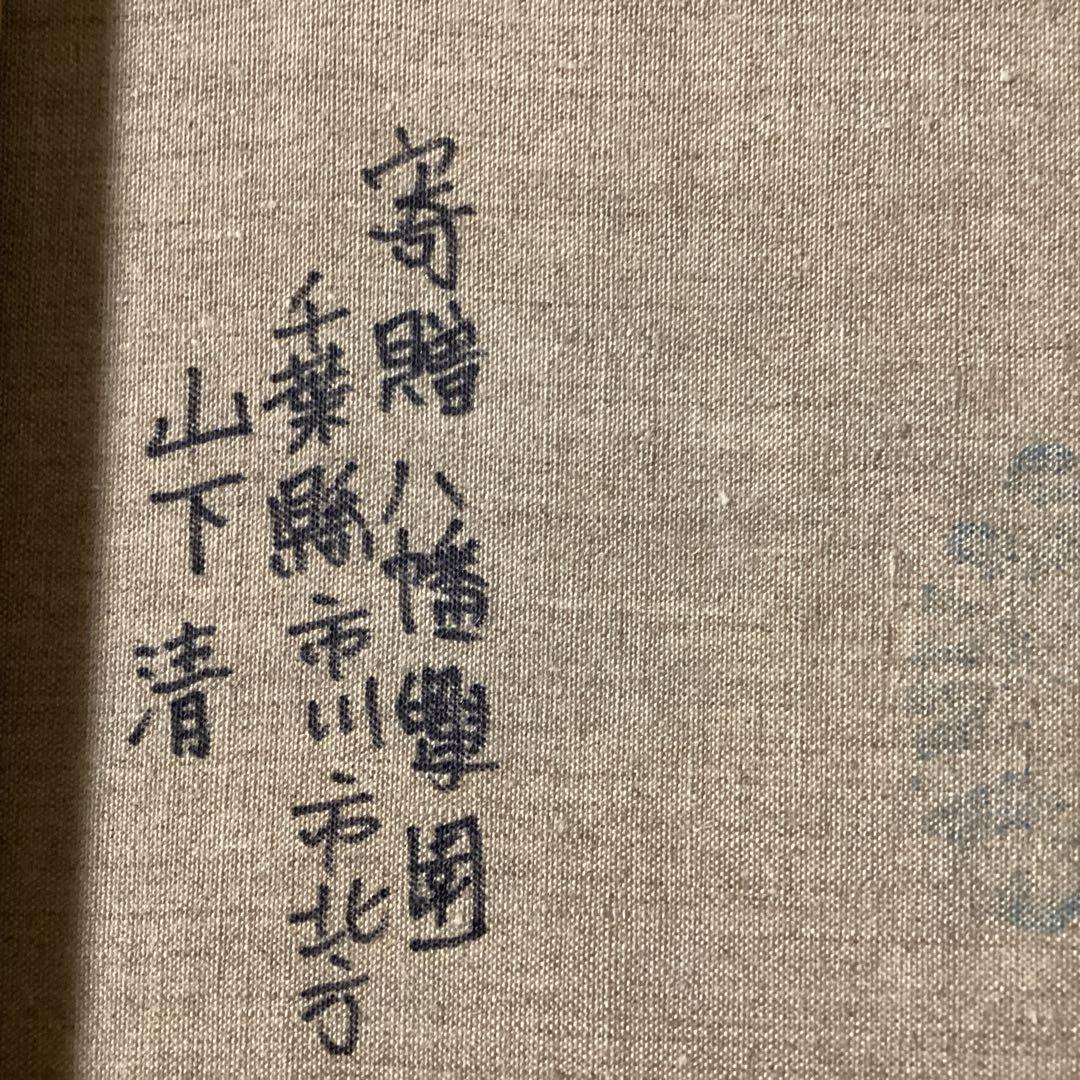 寄贈 八幡學園
千葉縣市川市北方
山下清